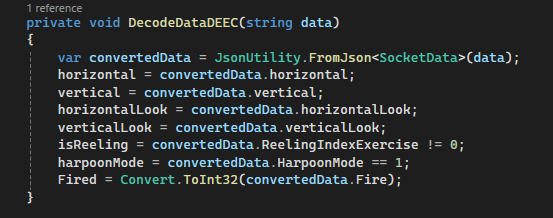 1 reference
private void DecodeDataDEEC(string data)
{
var convertedData = JsonUtility.FromJson<SocketData>(data);
horizontal = convertedData.horizontal;
vertical = convertedData.vertical;
horizontalLook = convertedData.horizontalLook;
verticalLook = convertedData.verticalLook;
isReeling = convertedData.ReelingIndexExercise != 0;
harpoonMode = convertedData.HarpoonMode == 1;
Fired = Convert.ToInt32(convertedData.Fire);
}